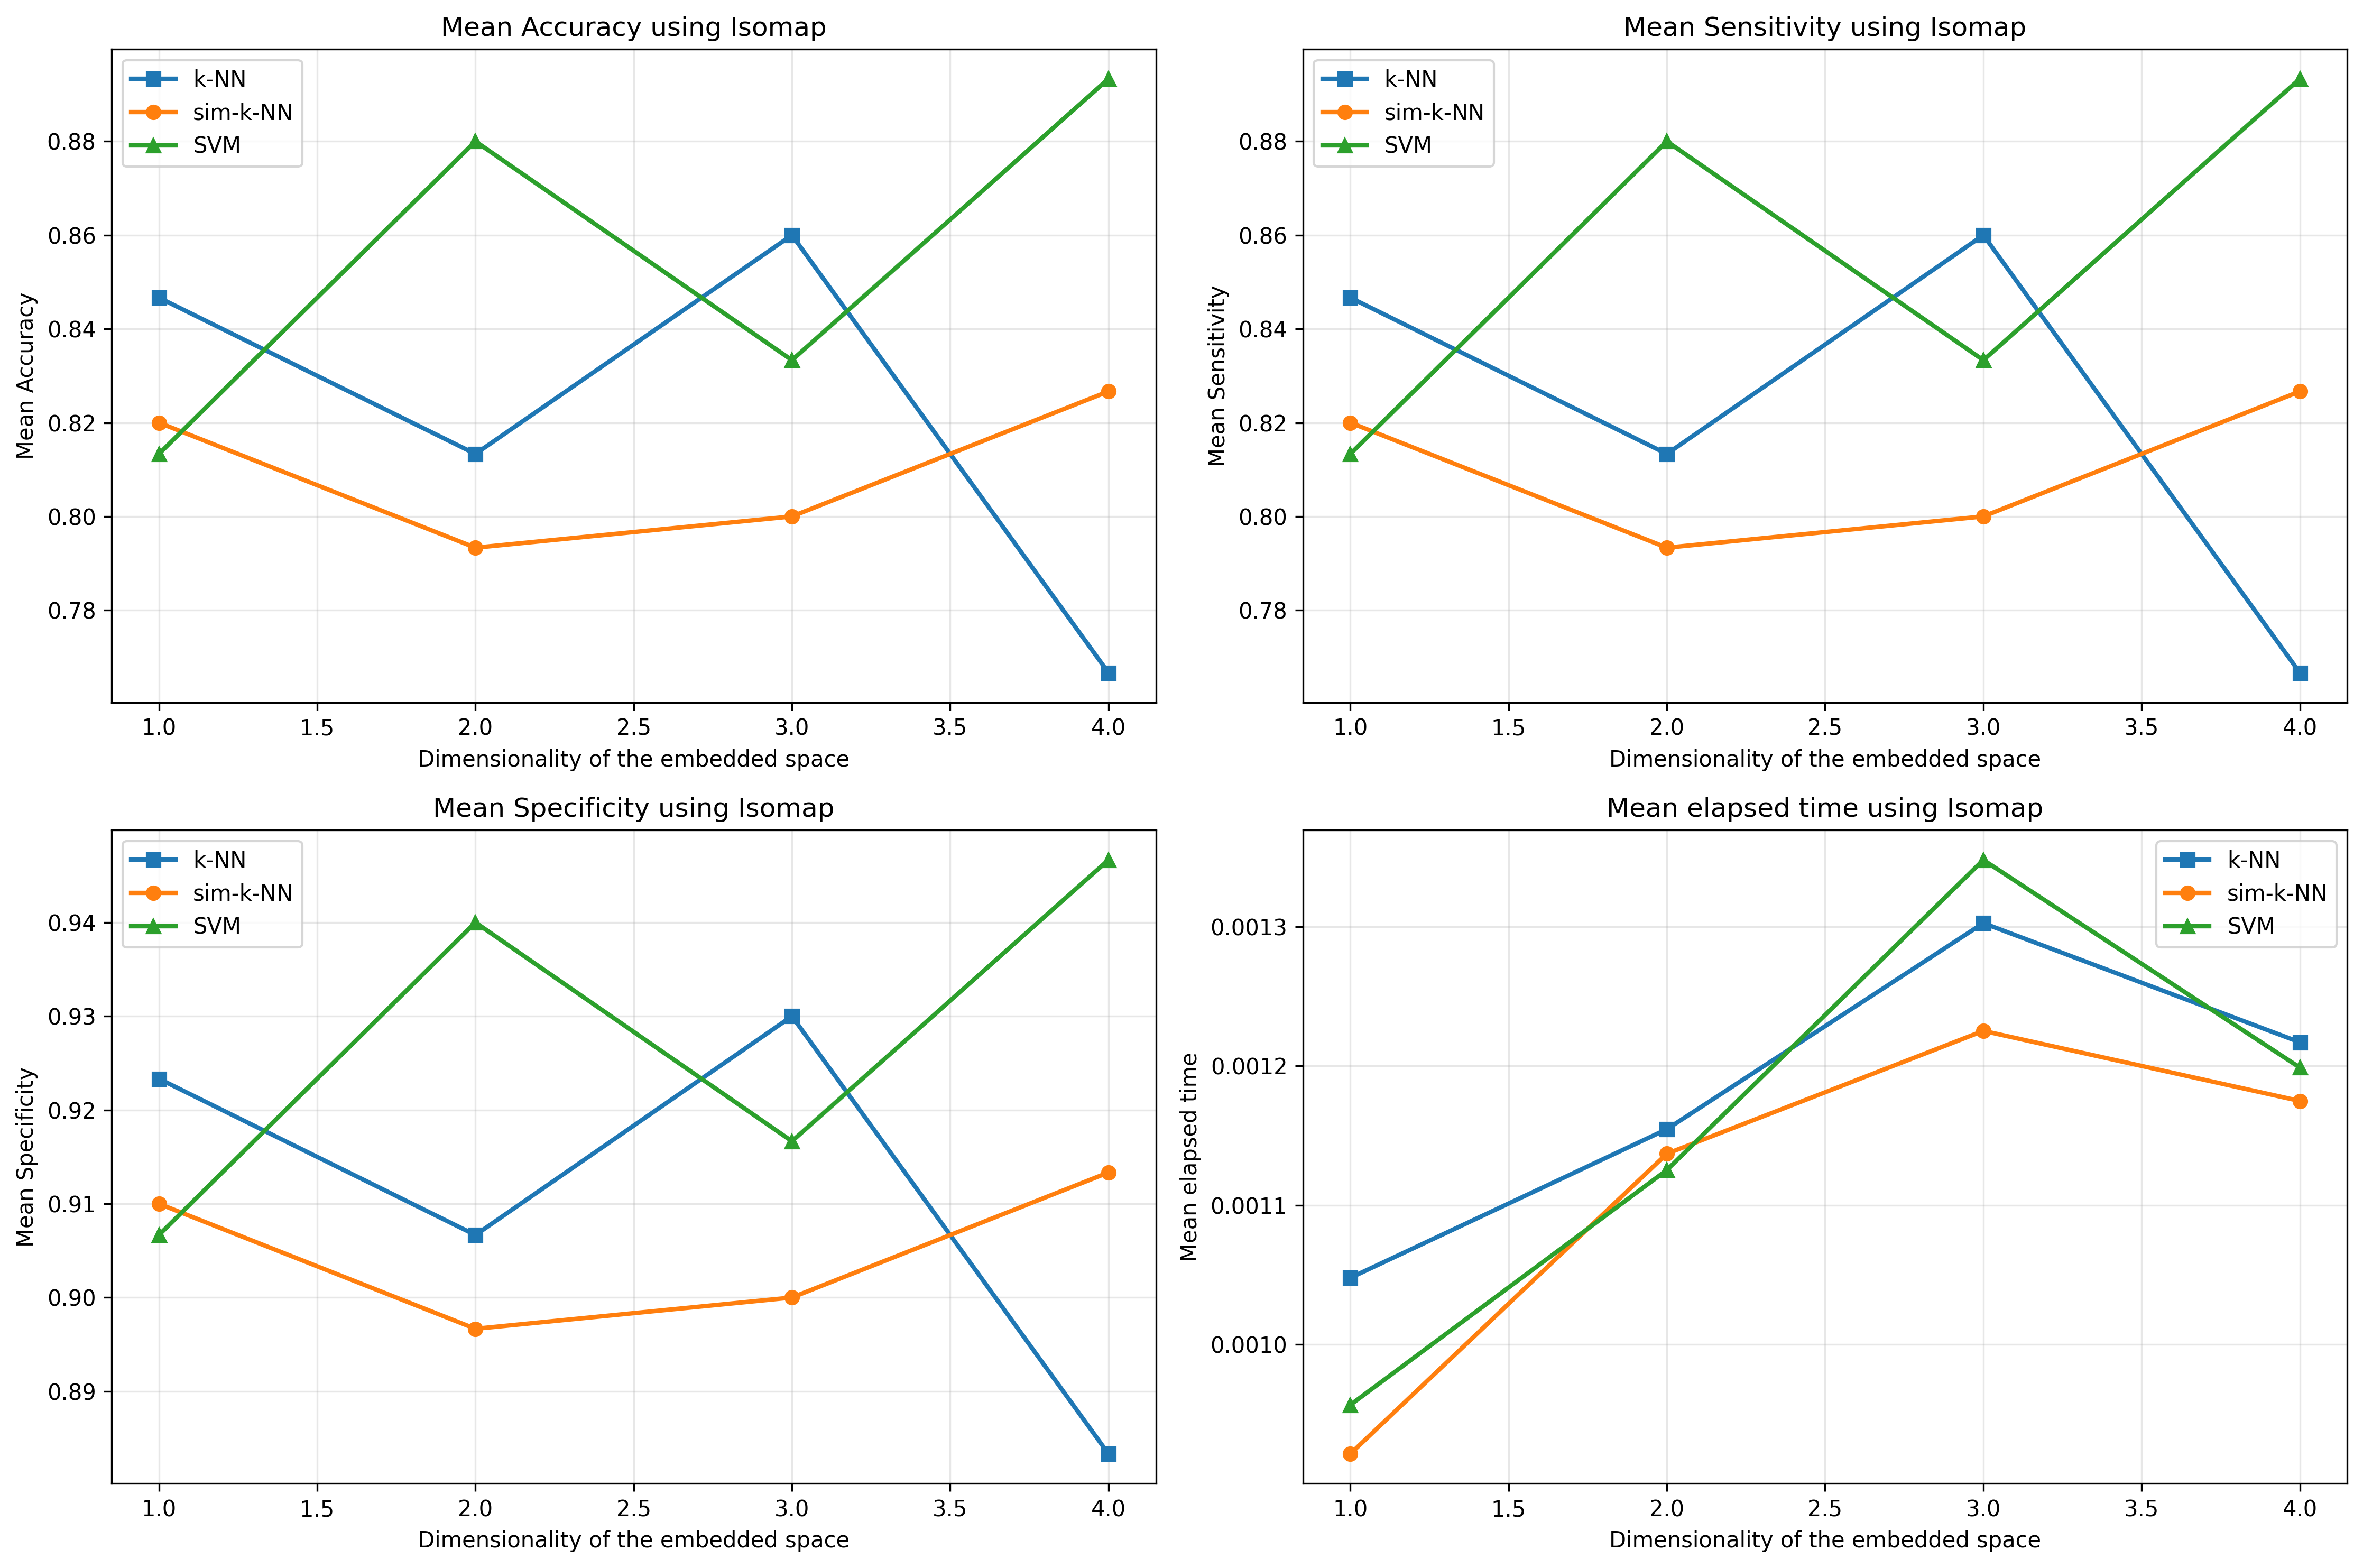 Mean Accuracy using Isomap
k-NN
sim-k-NN
SVM
0.88
0.86
0.84
0.82
0.80
0.78
Mean Accuracy
1.0 1.5 2.0 2.5 3.0 3.5 4.0
Dimensionality of the embedded space
Mean Sensitivity using Isomap
k-NN
sim-k-NN
SVM
0.88
0.86
0.84
0.82
0.80
0.78
Mean Sensitivity
1.0 1.5 2.0 2.5 3.0 3.5 4.0
Dimensionality of the embedded space
Mean Specificity using Isomap
k-NN
sim-k-NN
SVM
0.94
0.93
0.92
0.91
0.90
0.89
Mean Specificity
1.0 1.5 2.0 2.5 3.0 3.5 4.0
Dimensionality of the embedded space
Mean elapsed time using Isomap
k-NN
sim-k-NN
SVM
0.0013
0.0012
0.0011
0.0010
Mean elapsed time
1.0 1.5 2.0 2.5 3.0 3.5 4.0
Dimensionality of the embedded space